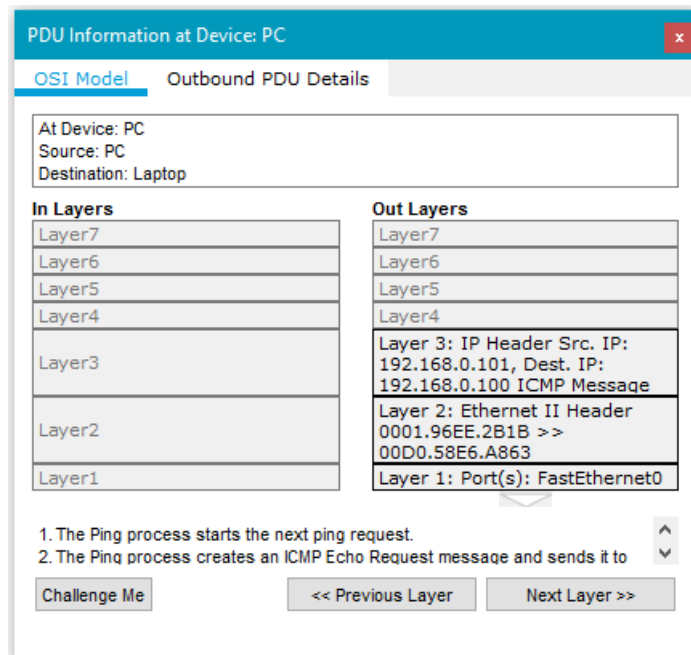 PDU Information at Device: PC
x
OSI Model
Outbound PDU Details
At Device: PC
Source: PC
Destination: Laptop
In Layers
Layer7
Layer6
Layer5
Layer4
Layer3
Layer2
Layer1
Out Layers
Layer7
Layer6
Layer5
Layer4
Layer 3: IP Header Src. IP:
192.168.0.101, Dest. IP:
192.168.0.100 ICMP Message
Layer 2: Ethernet II Header
0001.96EE.2B1B >>
00D0.58E6.A863
Layer 1: Port(s): FastEthernet0
1. The Ping process starts the next ping request.
2. The Ping process creates an ICMP Echo Request message and sends it to
Challenge Me
<< Previous Layer
Next Layer >>